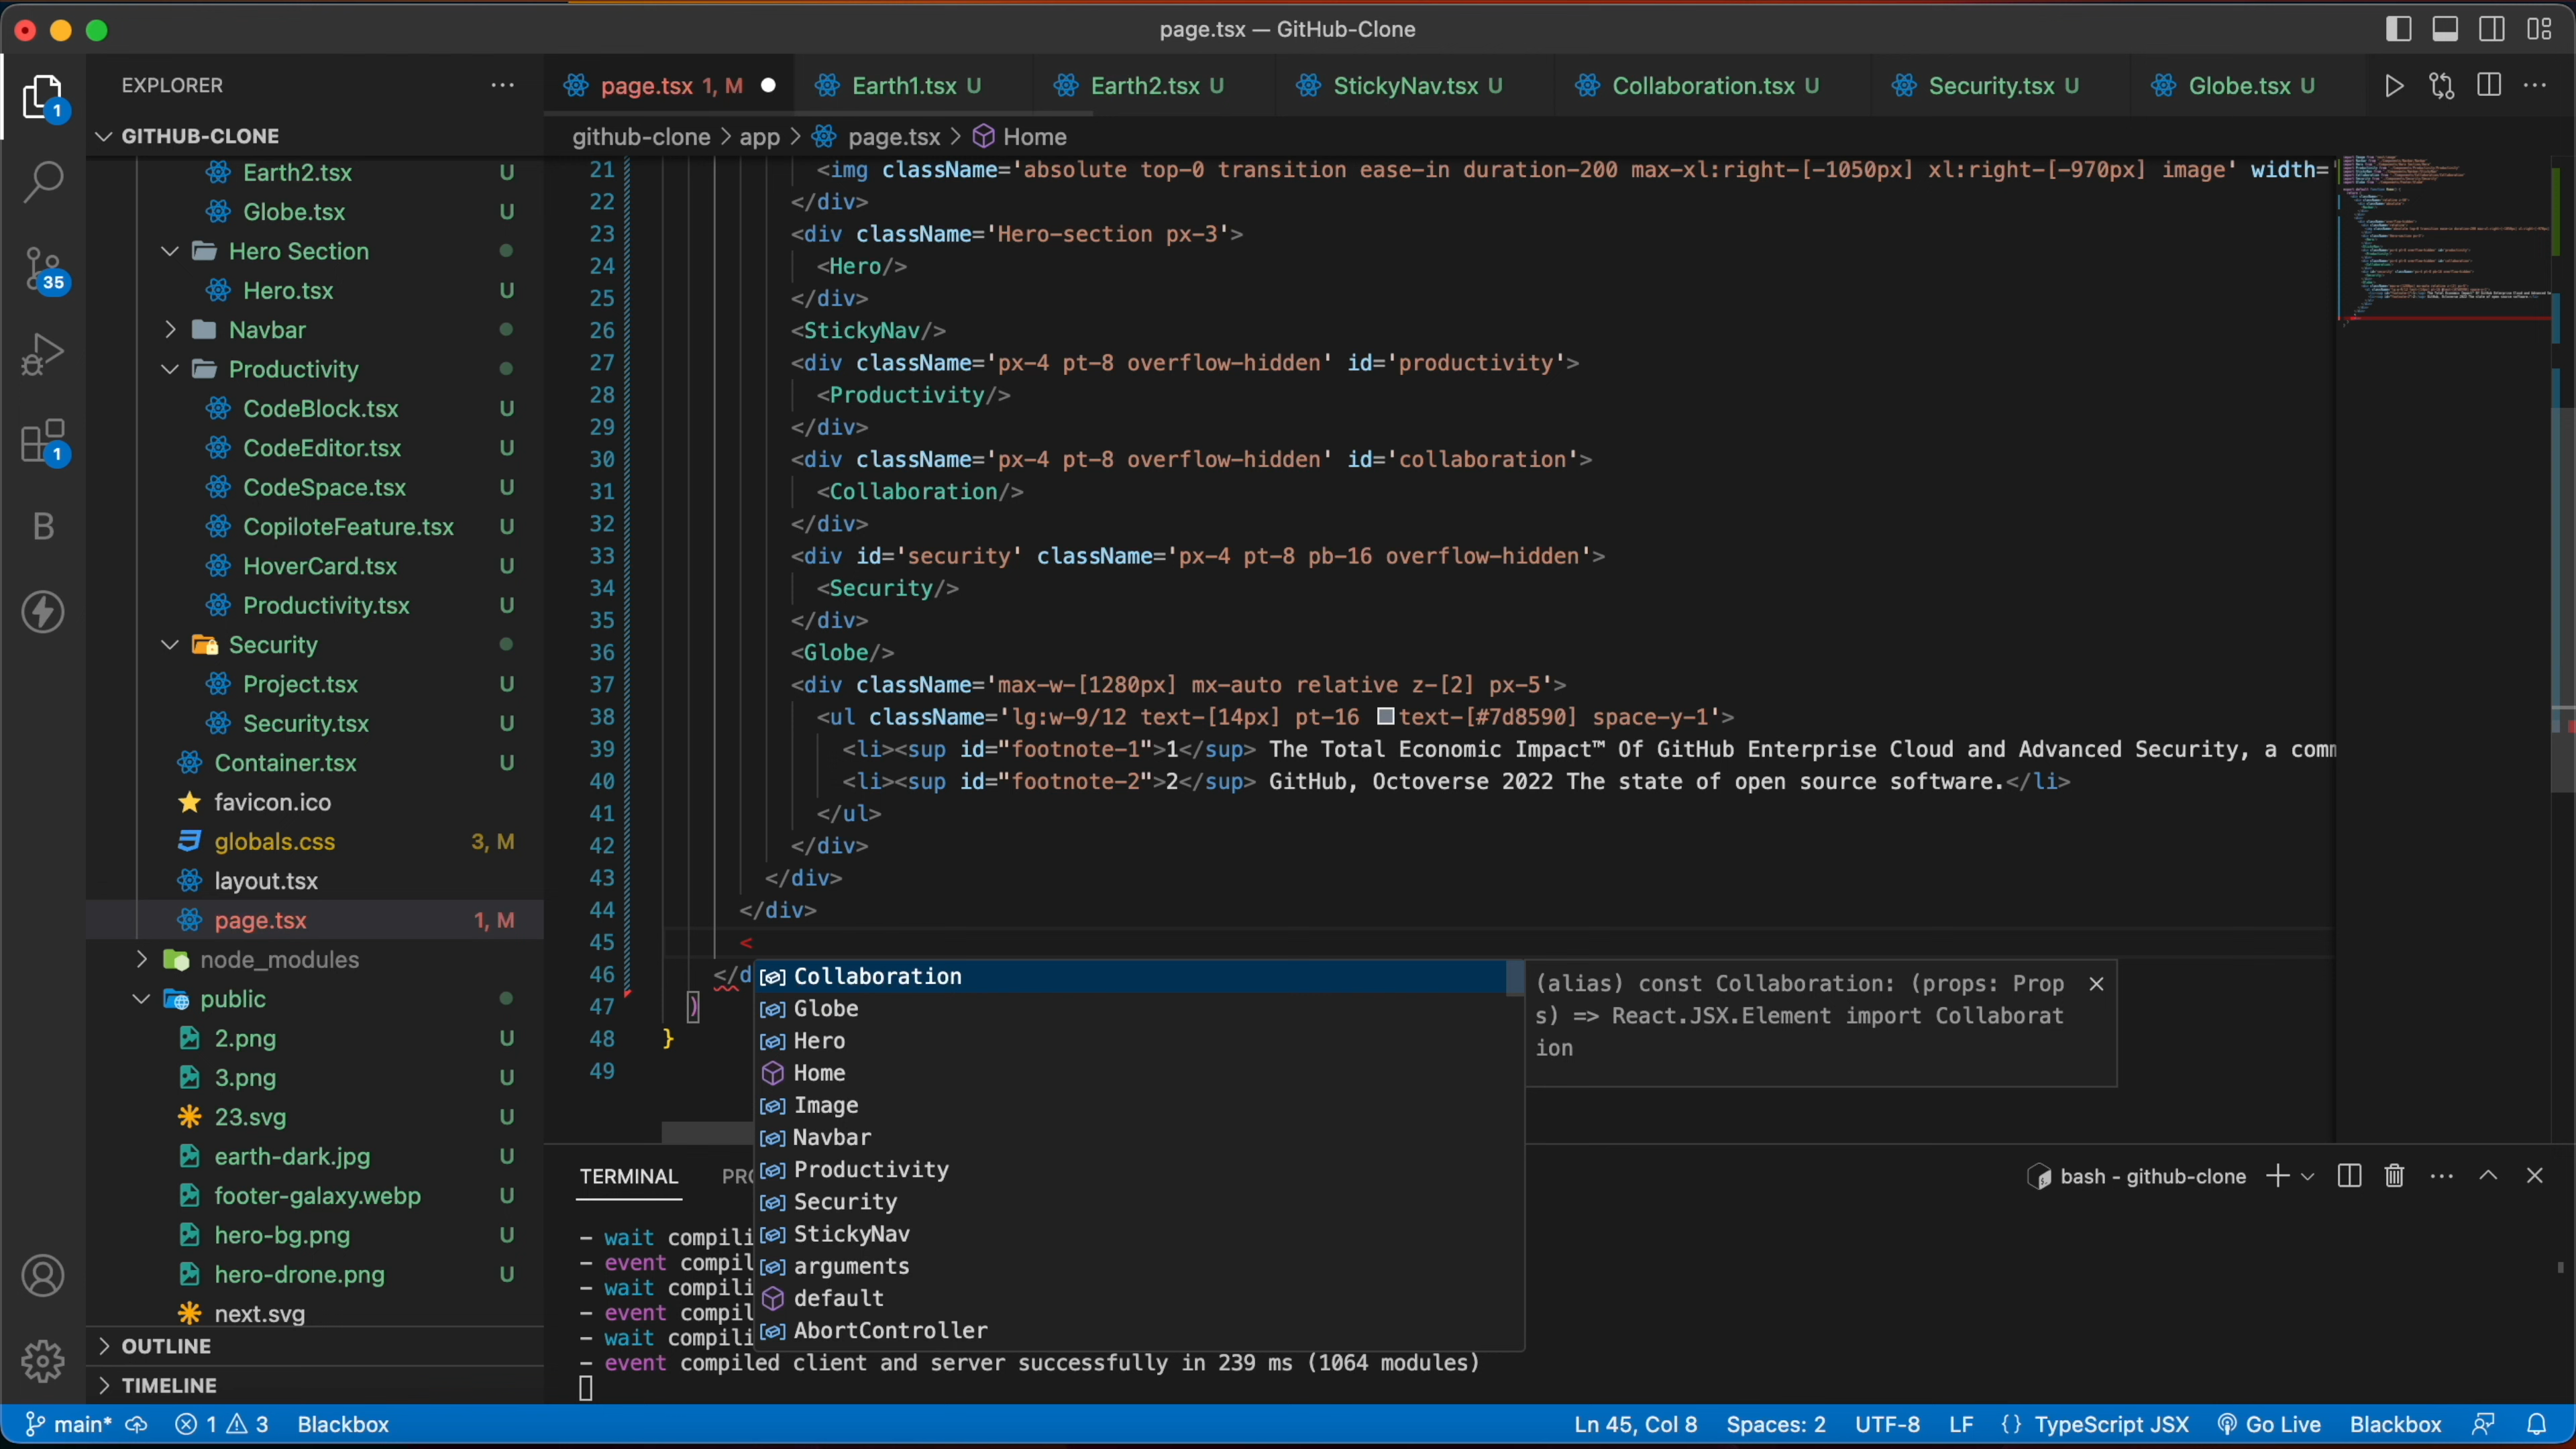 page.tsx — GitHub-Clone
EXPLORER
GITHUB-CLONE
Earth2.tsx U
Globe.tsx U
Hero Section
Hero.tsx U
Navbar
Productivity
CodeBlock.tsx U
CodeEditor.tsx U
CodeSpace.tsx U
CopiloteFeature.tsx U
HoverCard.tsx U
Productivity.tsx U
Security
Project.tsx U
Security.tsx U
Container.tsx U
favicon.ico
globals.css 3, M
layout.tsx
page.tsx 1, M
node_modules
public
2.png U
3.png U
23.svg U
earth-dark.jpg U
footer-galaxy.webp U
hero-bg.png U
hero-drone.png U
next.svg
OUTLINE
TIMELINE
1
35
1
B
page.tsx 1, M Earth1.tsx U Earth2.tsx U StickyNav.tsx U Collaboration.tsx U Security.tsx U Globe.tsx U
github-clone > app > page.tsx > Home
21 <img className='absolute top-0 transition ease-in duration-200 max-xl:right-[-1050px] xl:right-[-970px] image' width='
22 </div>
23 <div className='Hero-section px-3'>
24 <Hero/>
25 </div>
26 <StickyNav/>
27 <div className='px-4 pt-8 overflow-hidden' id='productivity'>
28 <Productivity/>
29 </div>
30 <div className='px-4 pt-8 overflow-hidden' id='collaboration'>
31 <Collaboration/>
32 </div>
33 <div id='security' className='px-4 pt-8 pb-16 overflow-hidden'>
34 <Security/>
35 </div>
36 <Globe/>
37 <div className='max-w-[1280px] mx-auto relative z-[2] px-5'>
38 <ul className='lg:w-9/12 text-[14px] pt-16 text-[#7d8590] space-y-1'>
39 <li><sup id="footnote-1">1</sup> The Total Economic Impact™ Of GitHub Enterprise Cloud and Advanced Security, a comm
40 <li><sup id="footnote-2">2</sup> GitHub, Octoverse 2022 The state of open source software.</li>
41 </ul>
42 </div>
43 </div>
44 </div>
45 <
46 </d
47 )
48 }
49
Collaboration
Globe
Hero
Home
Image
Navbar
Productivity
Security
StickyNav
arguments
default
AbortController
(alias) const Collaboration: (props: Prop
s) => React.JSX.Element import Collaborat
ion
TERMINAL PRO
bash - github-clone
- wait compili
- event compil
- wait compili
- event compil
- wait compili
- event compiled client and server successfully in 239 ms (1064 modules)
main* 1 3 Blackbox
Ln 45, Col 8 Spaces: 2 UTF-8 LF {} TypeScript JSX Go Live Blackbox